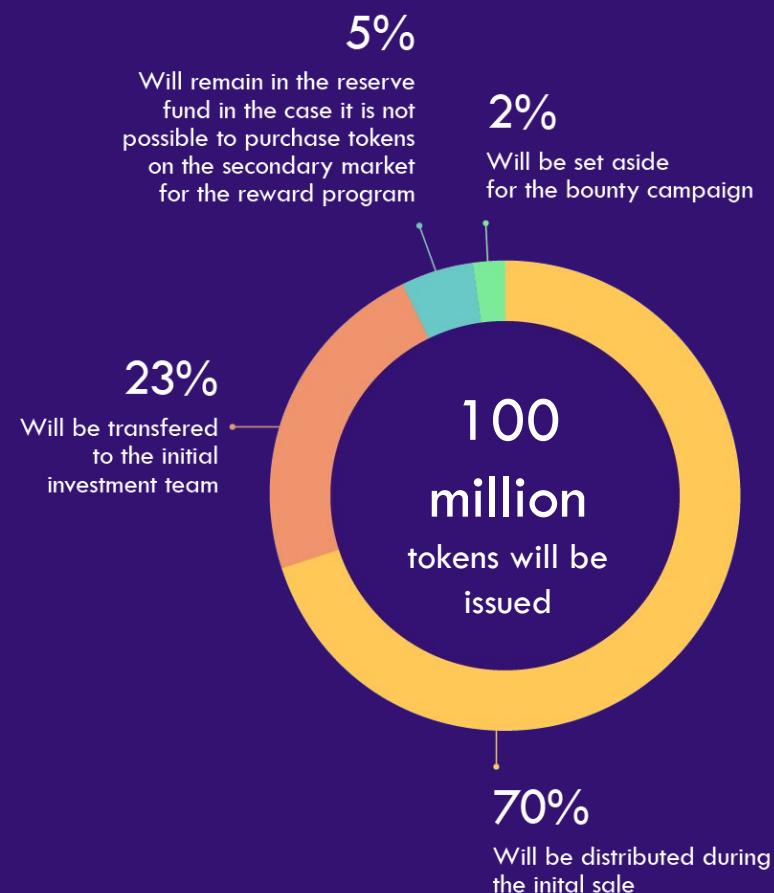 5%
Will remain in the reserve
fund in the case it is not
possible to purchase tokens
on the secondary market
for the reward program
2%
Will be set aside
for the bounty campaign
23%
Will be transfered
to the initial
investment team
100
million
tokens will be
issued
70%
Will be distributed during
the inital sale